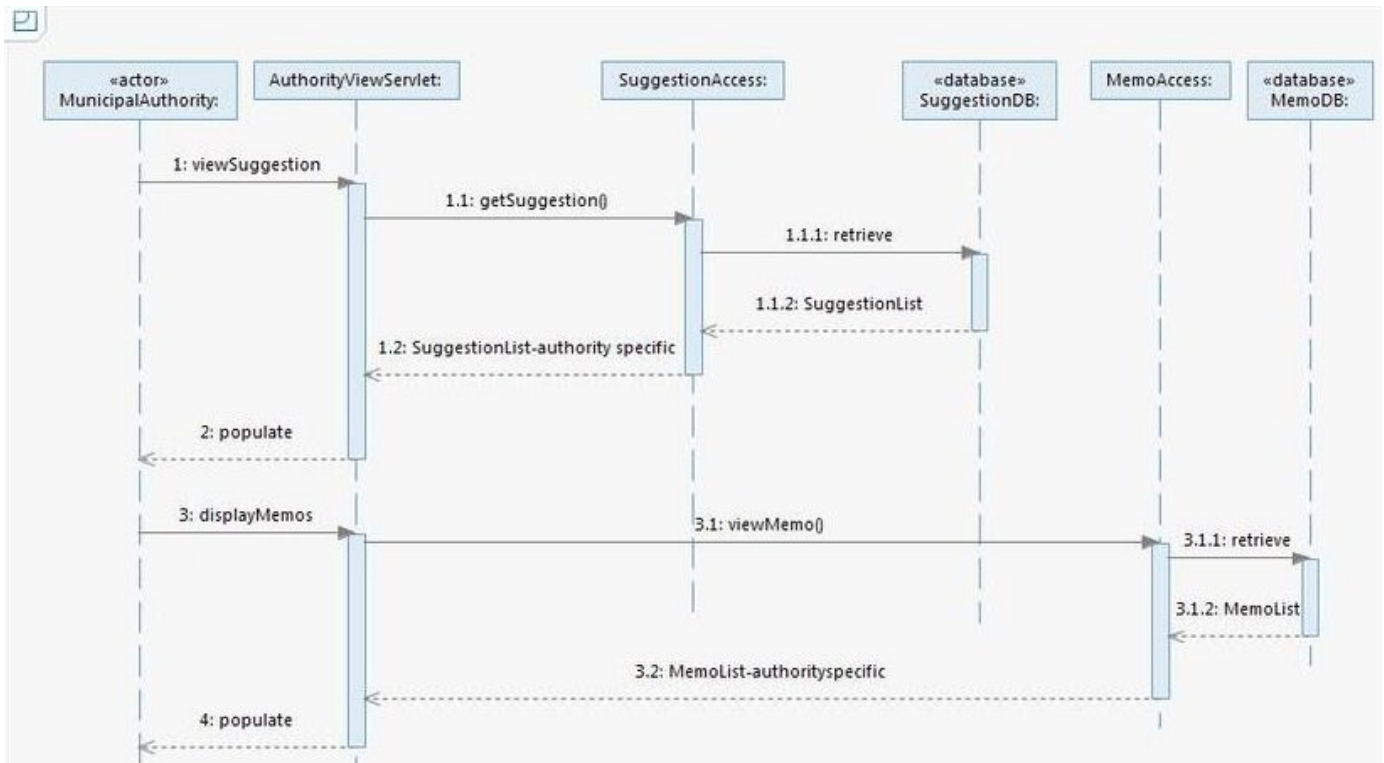 «actor»
MunicipalAuthority:
AuthorityViewServlet:
SuggestionAccess:
«database»
SuggestionDB:
MemoAccess:
«database»
MemoDB:
1: viewSuggestion
1.1: getSuggestion()
1.1.1: retrieve
1.1.2: SuggestionList
1.2: SuggestionList-authority specific
2: populate
3: displayMemos
3.1: viewMemo()
3.1.1: retrieve
3.1.2: MemoList
3.2: MemoList-authorityspecific
4: populate